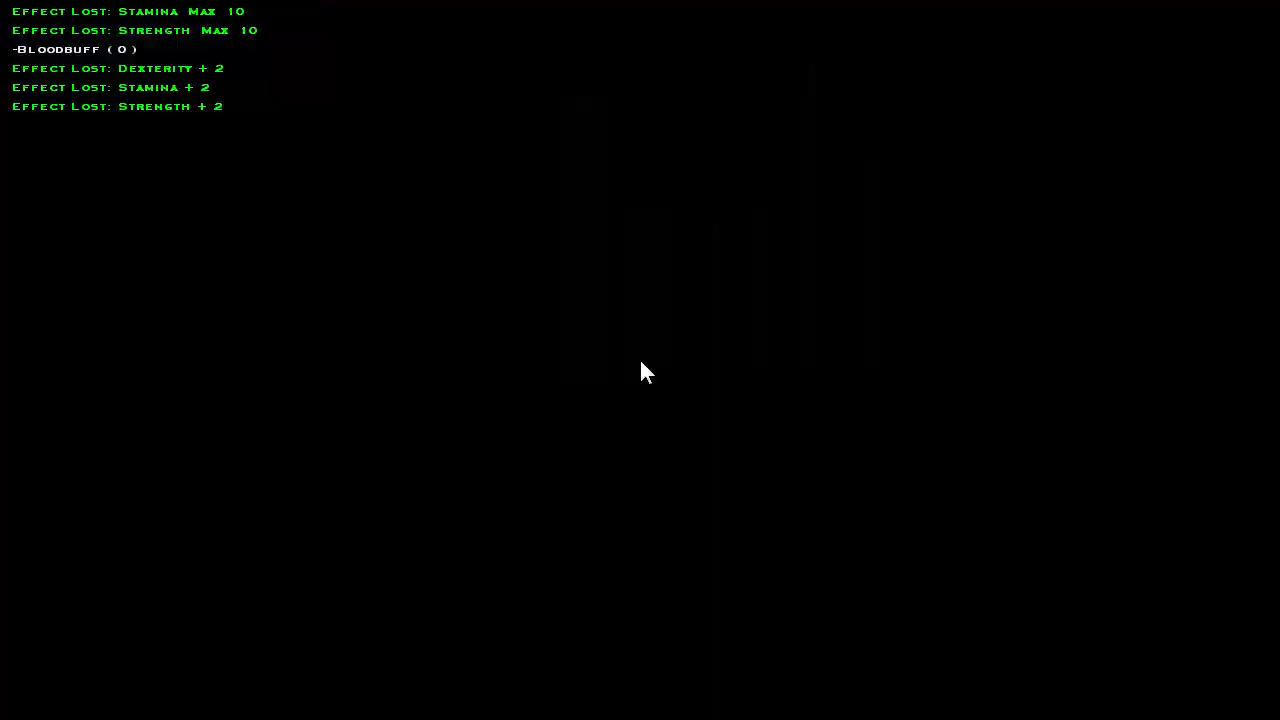 Effect Lost: Stamina Max 10
Effect Lost: Strength Max 10
-Bloodbuff ( 0 )
Effect Lost: Dexterity + 2
Effect Lost: Stamina + 2
Effect Lost: Strength + 2